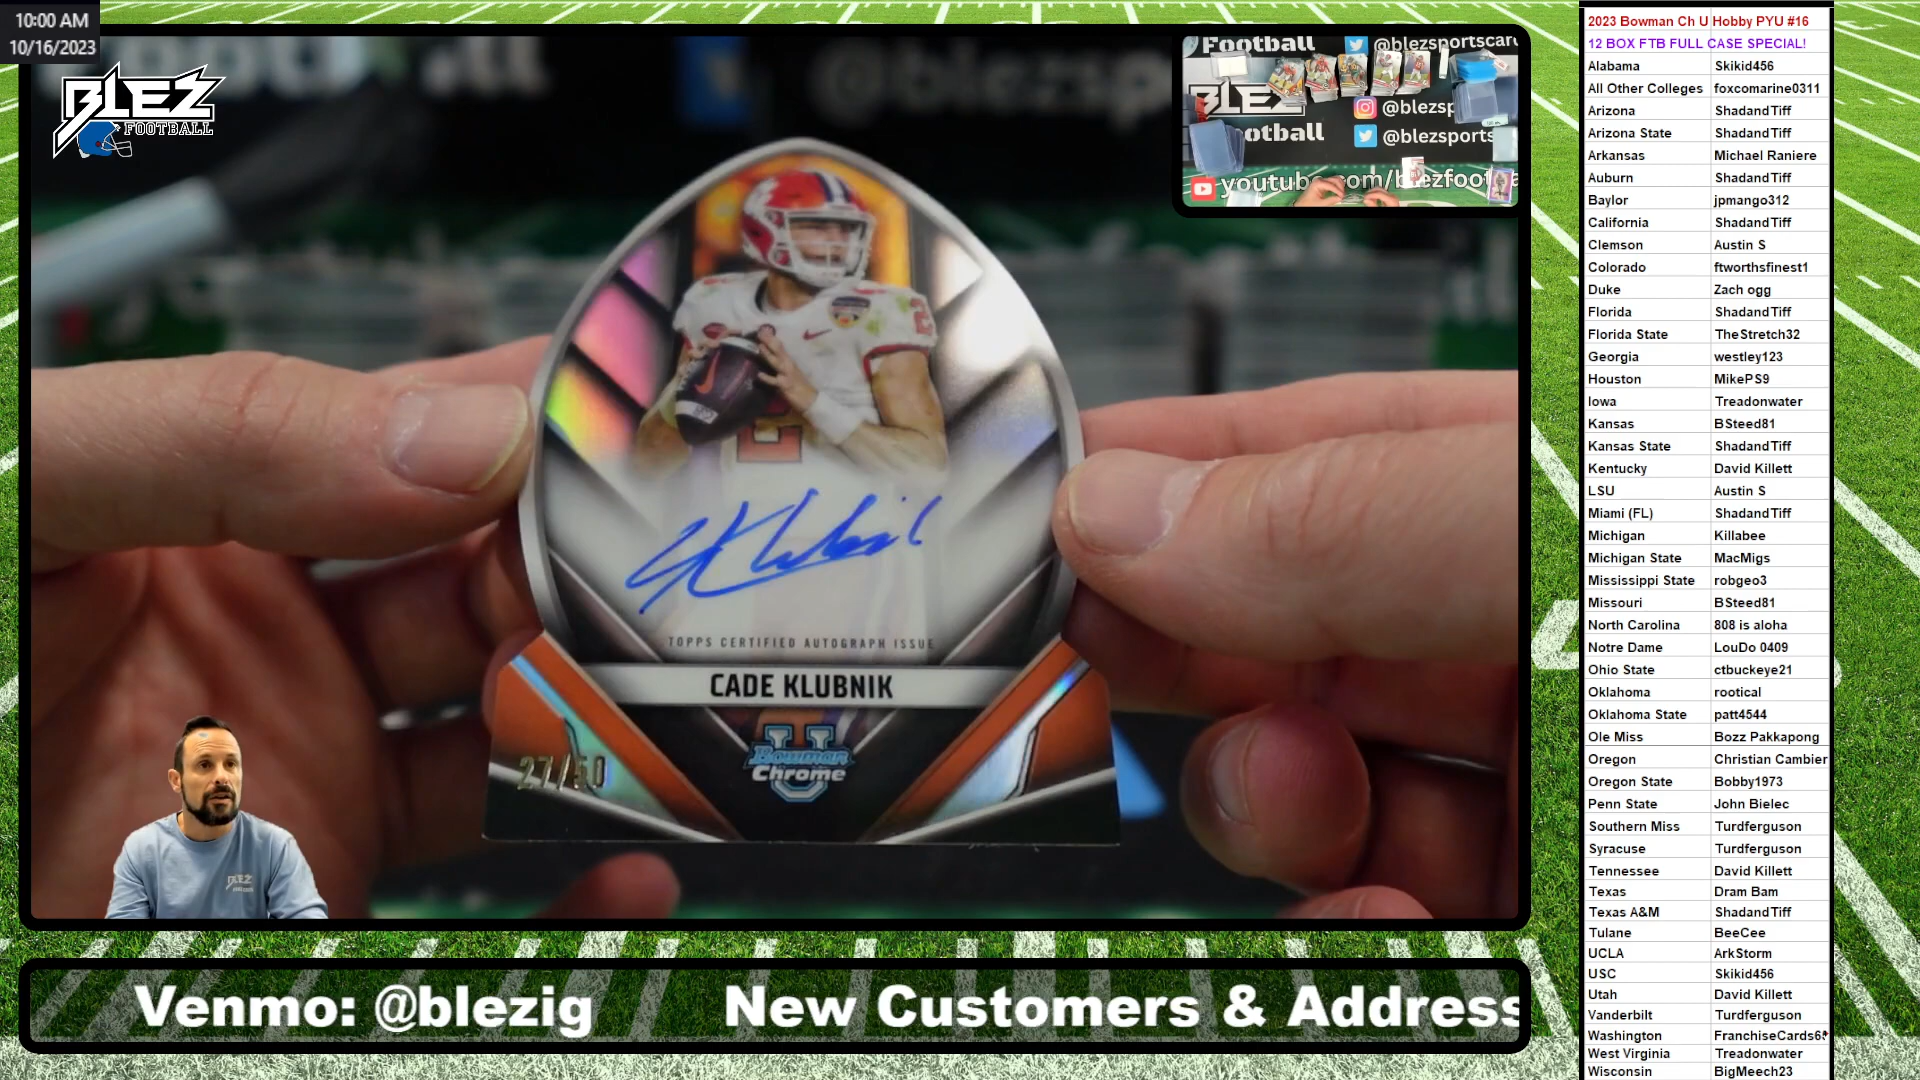 10:00 AM
10/16/2023
BLEZ
FOOTBALL
Football
@blezsportscar
BLEZ
@blezsp
otball
@blezsports
youtube.com/blezfootba
TOPPS CERTIFIED AUTOGRAPH ISSUE
CADE KLUBNIK
27/50
U
Bowman
Chrome
BLEZ
Venmo: @blezig New Customers & Address
2023 Bowman Ch U Hobby PYU #16
12 BOX FTB FULL CASE SPECIAL!
Alabama Skikid456
All Other Colleges foxcomarine0311
Arizona ShadandTiff
Arizona State ShadandTiff
Arkansas Michael Raniere
Auburn ShadandTiff
Baylor jpmango312
California ShadandTiff
Clemson Austin S
Colorado ftworthsfinest1
Duke Zach ogg
Florida ShadandTiff
Florida State TheStretch32
Georgia westley123
Houston MikePS9
Iowa Treadonwater
Kansas BSteed81
Kansas State ShadandTiff
Kentucky David Killett
LSU Austin S
Miami (FL) ShadandTiff
Michigan Killabee
Michigan State MacMigs
Mississippi State robgeo3
Missouri BSteed81
North Carolina 808 is aloha
Notre Dame LouDo 0409
Ohio State ctbuckeye21
Oklahoma rootical
Oklahoma State patt4544
Ole Miss Bozz Pakkapong
Oregon Christian Cambier
Oregon State Bobby1973
Penn State John Bielec
Southern Miss Turdferguson
Syracuse Turdferguson
Tennessee David Killett
Texas Dram Bam
Texas A&M ShadandTiff
Tulane BeeCee
UCLA ArkStorm
USC Skikid456
Utah David Killett
Vanderbilt Turdferguson
Washington FranchiseCards6
West Virginia Treadonwater
Wisconsin BigMeech23